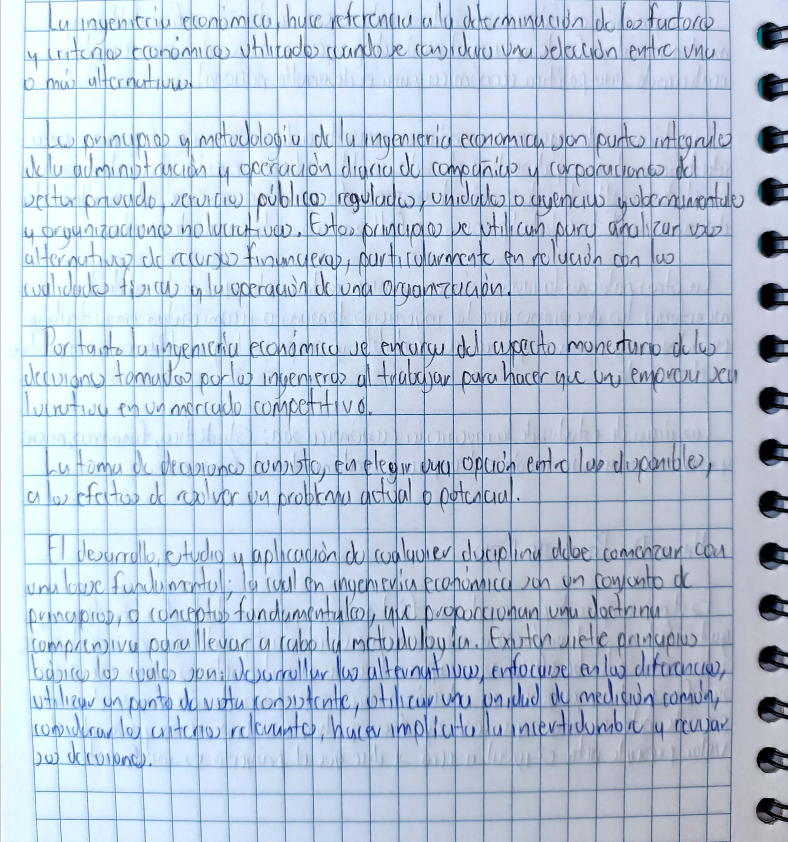 La ingeniería económica, hace referencia a la determinación de los factores
y criterios económicos utilizados cuando se considera una selección entre una
o más alternativas.
Los principios y metodología de la ingeniería economica son partes integrales
de la administración y operación diaria de compañias y corporaciones del
sector privado, servicios públicos regulados, unidades o agencias gubernamentales
y organizaciones no lucrativas. Estos principios se utilizan para analizar usos
alternativos de recursos financieros, particularmente en relación con las
cualidades físicas y la operación de una organización.
Por tanto la ingeniería económica se encarga del aspecto monetario de las
decisiones tomadas por los ingenieros al trabajar para hacer que una empresa sea
lucrativa en un mercado competitivo.
La toma de decisiones consiste, en elegir una opción entre las disponibles,
a los efectos de resolver un problema actual o potencial.
El desarrollo, estudio y aplicación de cualquier disciplina debe comenzar con
una base fundamental; la cual en ingeniería económica son un conjunto de
principios, o conceptos fundamentales, que proporcionan una doctrina
comprensiva para llevar a cabo la metodología. Existen siete principios
básicos los cuales son: desarrollar las alternativas, enfocarse en las diferencias,
utilizar un punto de vista consistente, utilizar una unidad de medición común,
considerar los criterios relevantes, hacer implicita la incertidumbre y revisar
sus decisiones.